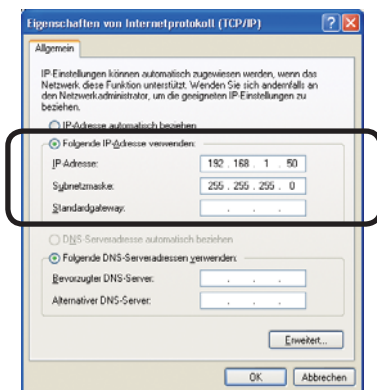 Eigenschaften von Internetprotokoll (TCP/IP)
Allgemein
IP-Einstellungen können automatisch zugewiesen werden, wenn das
Netzwerk diese Funktion unterstützt. Wenden Sie sich andernfalls an
den Netzwerkadministrator, um die geeigneten IP-Einstellungen zu
beziehen.
IP-Adresse automatisch beziehen
Folgende IP-Adresse verwenden:
IP-Adresse: 192 . 168 . 1 . 50
Subnetzmaske: 255 . 255 . 255 . 0
Standardgateway: . . .
DNS-Serveradresse automatisch beziehen
Folgende DNS-Serveradressen verwenden:
Bevorzugter DNS-Server: . . .
Alternativer DNS-Server: . . .
Erweitert...
OK Abbrechen